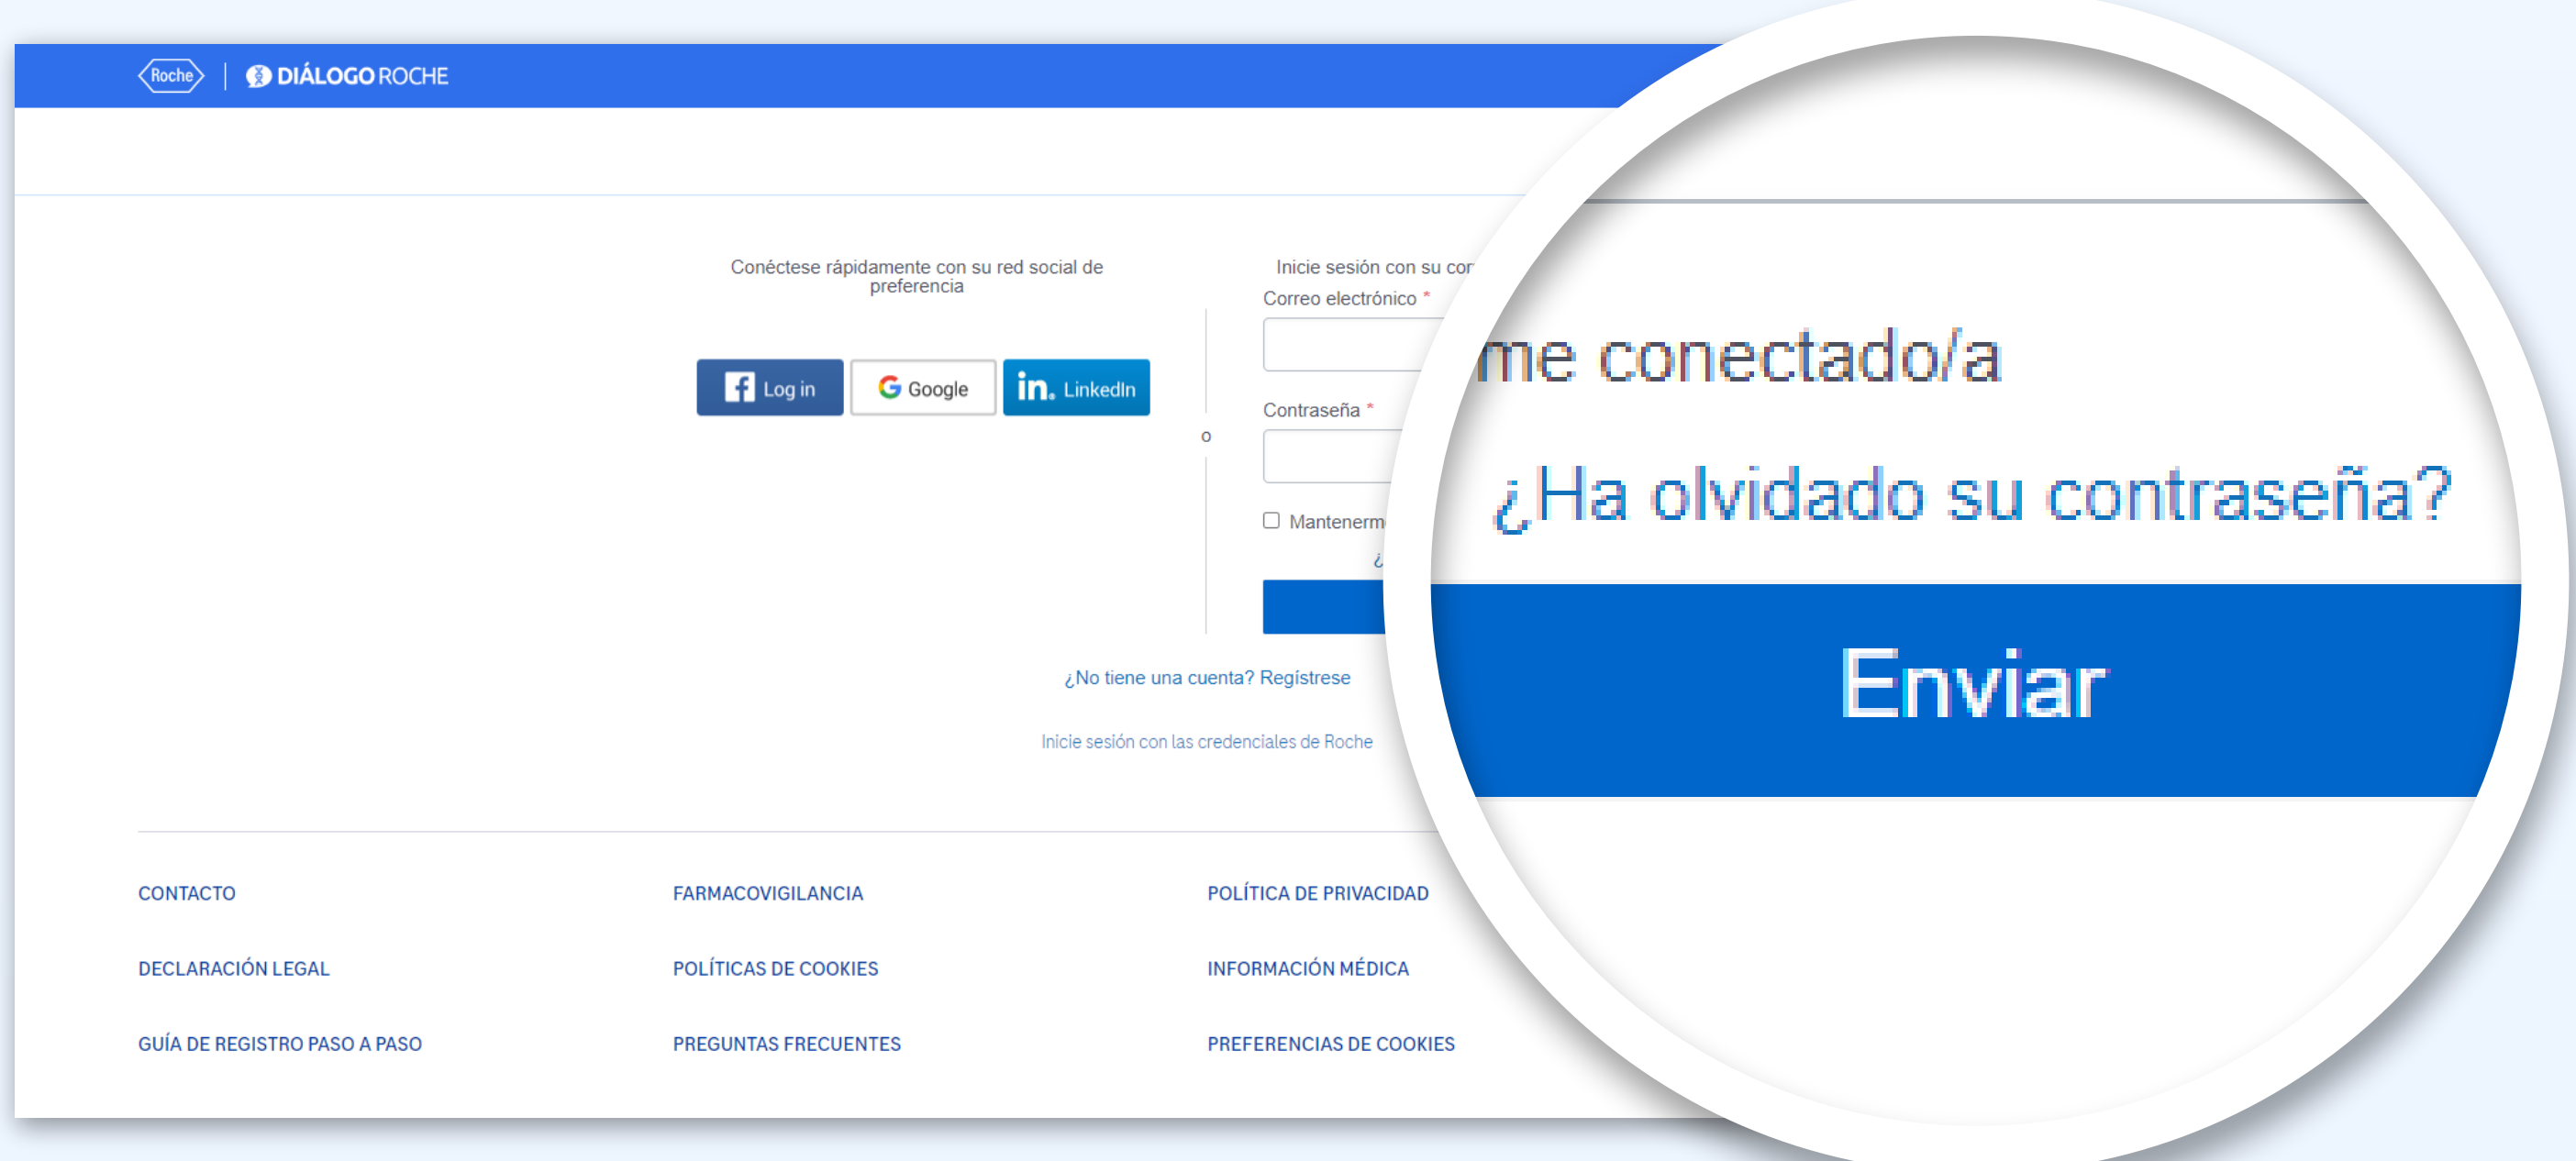 Roche
DIÁLOGO ROCHE
Conéctese rápidamente con su red social de
preferencia
Log in
Google
in. LinkedIn
o
Inicie sesión con su cor
Correo electrónico *
Contraseña *
Mantenerm
¿
me conectado/a
¿Ha olvidado su contraseña?
Enviar
¿No tiene una cuenta? Regístrese
Inicie sesión con las credenciales de Roche
CONTACTO
FARMACOVIGILANCIA
POLÍTICA DE PRIVACIDAD
DECLARACIÓN LEGAL
POLÍTICAS DE COOKIES
INFORMACIÓN MÉDICA
GUÍA DE REGISTRO PASO A PASO
PREGUNTAS FRECUENTES
PREFERENCIAS DE COOKIES